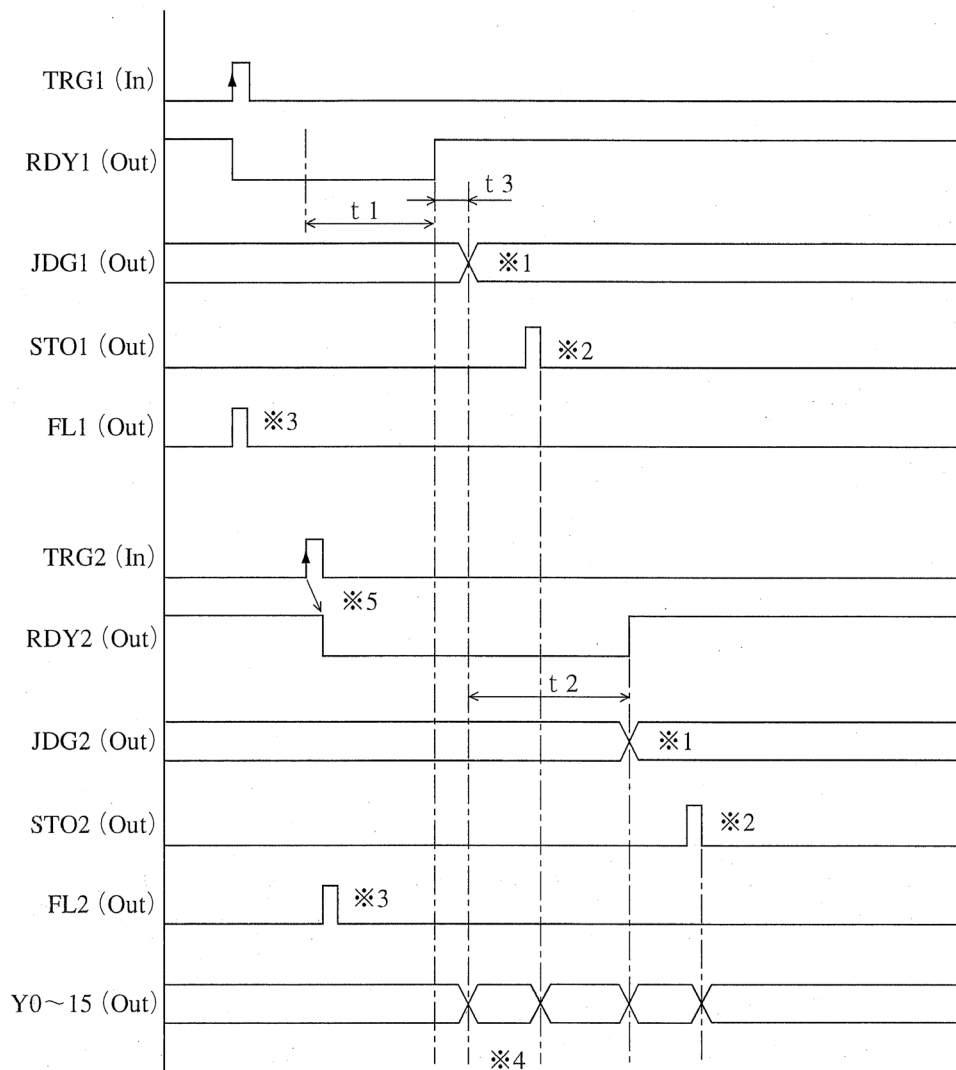 TRG1 (In)
RDY1 (Out)
t 3
t 1
JDG1 (Out)
※1
STO1 (Out)
※2
FL1 (Out)
※3
TRG2 (In)
※5
RDY2 (Out)
t 2
JDG2 (Out)
※1
STO2 (Out)
※2
FL2 (Out)
※3
Y0～15 (Out)
※4